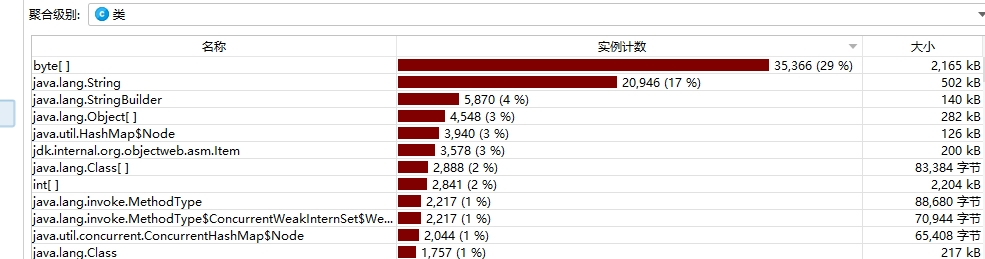 聚合级别: C 类
名称 实例计数 大小
byte[ ] 35,366 (29 %) 2,165 kB
java.lang.String 20,946 (17 %) 502 kB
java.lang.StringBuilder 5,870 (4 %) 140 kB
java.lang.Object[ ] 4,548 (3 %) 282 kB
java.util.HashMap$Node 3,940 (3 %) 126 kB
jdk.internal.org.objectweb.asm.Item 3,578 (3 %) 200 kB
java.lang.Class[ ] 2,888 (2 %) 83,384 字节
int[ ] 2,841 (2 %) 2,204 kB
java.lang.invoke.MethodType 2,217 (1 %) 88,680 字节
java.lang.invoke.MethodType$ConcurrentWeakInternSet$We... 2,217 (1 %) 70,944 字节
java.util.concurrent.ConcurrentHashMap$Node 2,044 (1 %) 65,408 字节
java.lang.Class 1,757 (1 %) 217 kB